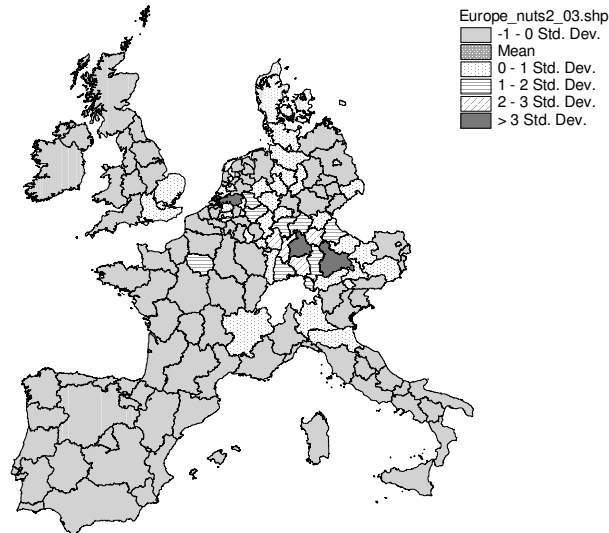 Europe_nuts2_03.shp
-1 - 0 Std. Dev.
Mean
0 - 1 Std. Dev.
1 - 2 Std. Dev.
2 - 3 Std. Dev.
> 3 Std. Dev.